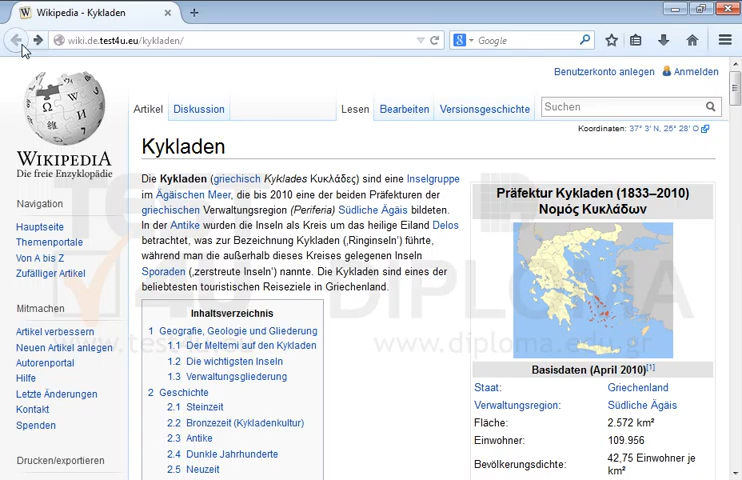 Wikipedia - Kykladen
wiki.de.test4u.eu/kykladen/
Google
Benutzerkonto anlegen Anmelden
Artikel Diskussion Lesen Bearbeiten Versionsgeschichte Suchen
Koordinaten: 37° 3′ N, 25° 28′ O
WIKIPEDIA
Die freie Enzyklopädie
Navigation
Hauptseite
Themenportale
Von A bis Z
Zufälliger Artikel
Mitmachen
Artikel verbessern
Neuen Artikel anlegen
Autorenportal
Hilfe
Letzte Änderungen
Kontakt
Spenden
Drucken/exportieren
Kykladen
Die Kykladen (griechisch Kyklades Κυκλάδες) sind eine Inselgruppe
im Ägäischen Meer, die bis 2010 eine der beiden Präfekturen der
griechischen Verwaltungsregion (Periferia) Südliche Ägäis bildeten.
In der Antike wurden die Inseln als Kreis um das heilige Eiland Delos
betrachtet, was zur Bezeichnung Kykladen (‚Ringinseln‘) führte,
während man die außerhalb dieses Kreises gelegenen Inseln
Sporaden (‚zerstreute Inseln‘) nannte. Die Kykladen sind eines der
beliebtesten touristischen Reiseziele in Griechenland.
Inhaltsverzeichnis
1 Geografie, Geologie und Gliederung
1.1 Der Meltemi auf den Kykladen
1.2 Die wichtigsten Inseln
1.3 Verwaltungsgliederung
2 Geschichte
2.1 Steinzeit
2.2 Bronzezeit (Kykladenkultur)
2.3 Antike
2.4 Dunkle Jahrhunderte
2.5 Neuzeit
Präfektur Kykladen (1833–2010)
Νομός Κυκλάδων
Basisdaten (April 2010)[1]
Staat: Griechenland
Verwaltungsregion: Südliche Ägäis
Fläche: 2.572 km²
Einwohner: 109.956
Bevölkerungsdichte: 42,75 Einwohner je
km²
TEST
4U
DIPLOMA
www.test4u.eu
www.diploma.edu.gr